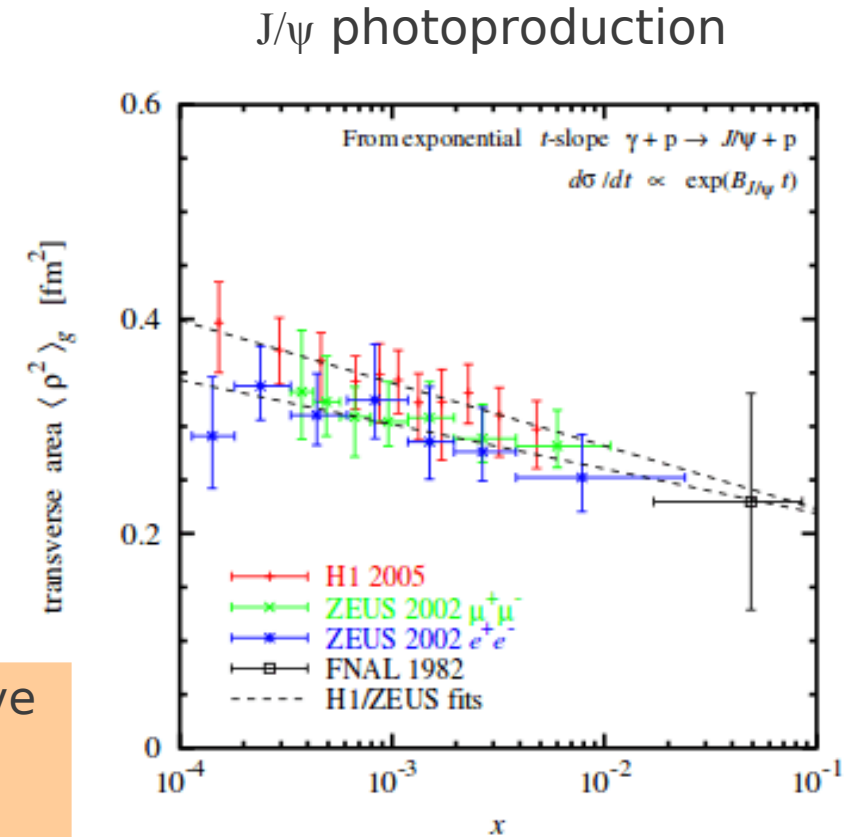 J/ψ photoproduction
0.6
From exponential t-slope γ + p → J/ψ + p
dσ/dt ∝ exp(B_{J/ψ} t)
transverse area ⟨ρ²⟩_g [fm²]
0.4
0.2
H1 2005
ZEUS 2002 μ⁺μ⁻
ZEUS 2002 e⁺e⁻
FNAL 1982
H1/ZEUS fits
0
10⁻⁴ 10⁻³ 10⁻² 10⁻¹
x